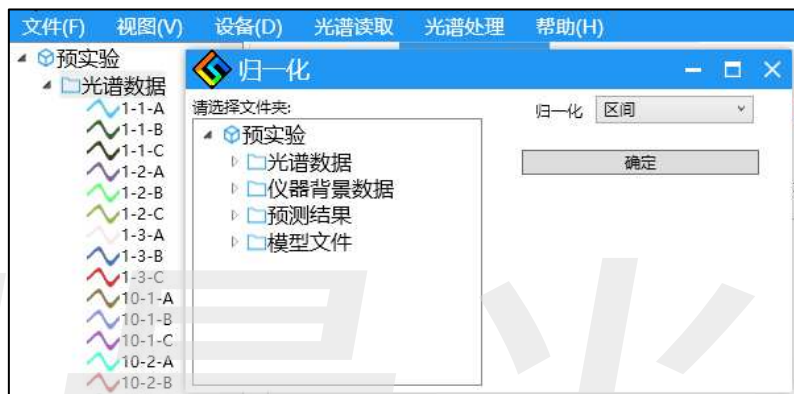 文件(F) 视图(V) 设备(D) 光谱读取 光谱处理 帮助(H)
预实验
光谱数据
1-1-A
1-1-B
1-1-C
1-2-A
1-2-B
1-2-C
1-3-A
1-3-B
1-3-C
10-1-A
10-1-B
10-1-C
10-2-A
10-2-B
归一化
请选择文件夹:
预实验
光谱数据
仪器背景数据
预测结果
模型文件
归一化 区间
确定